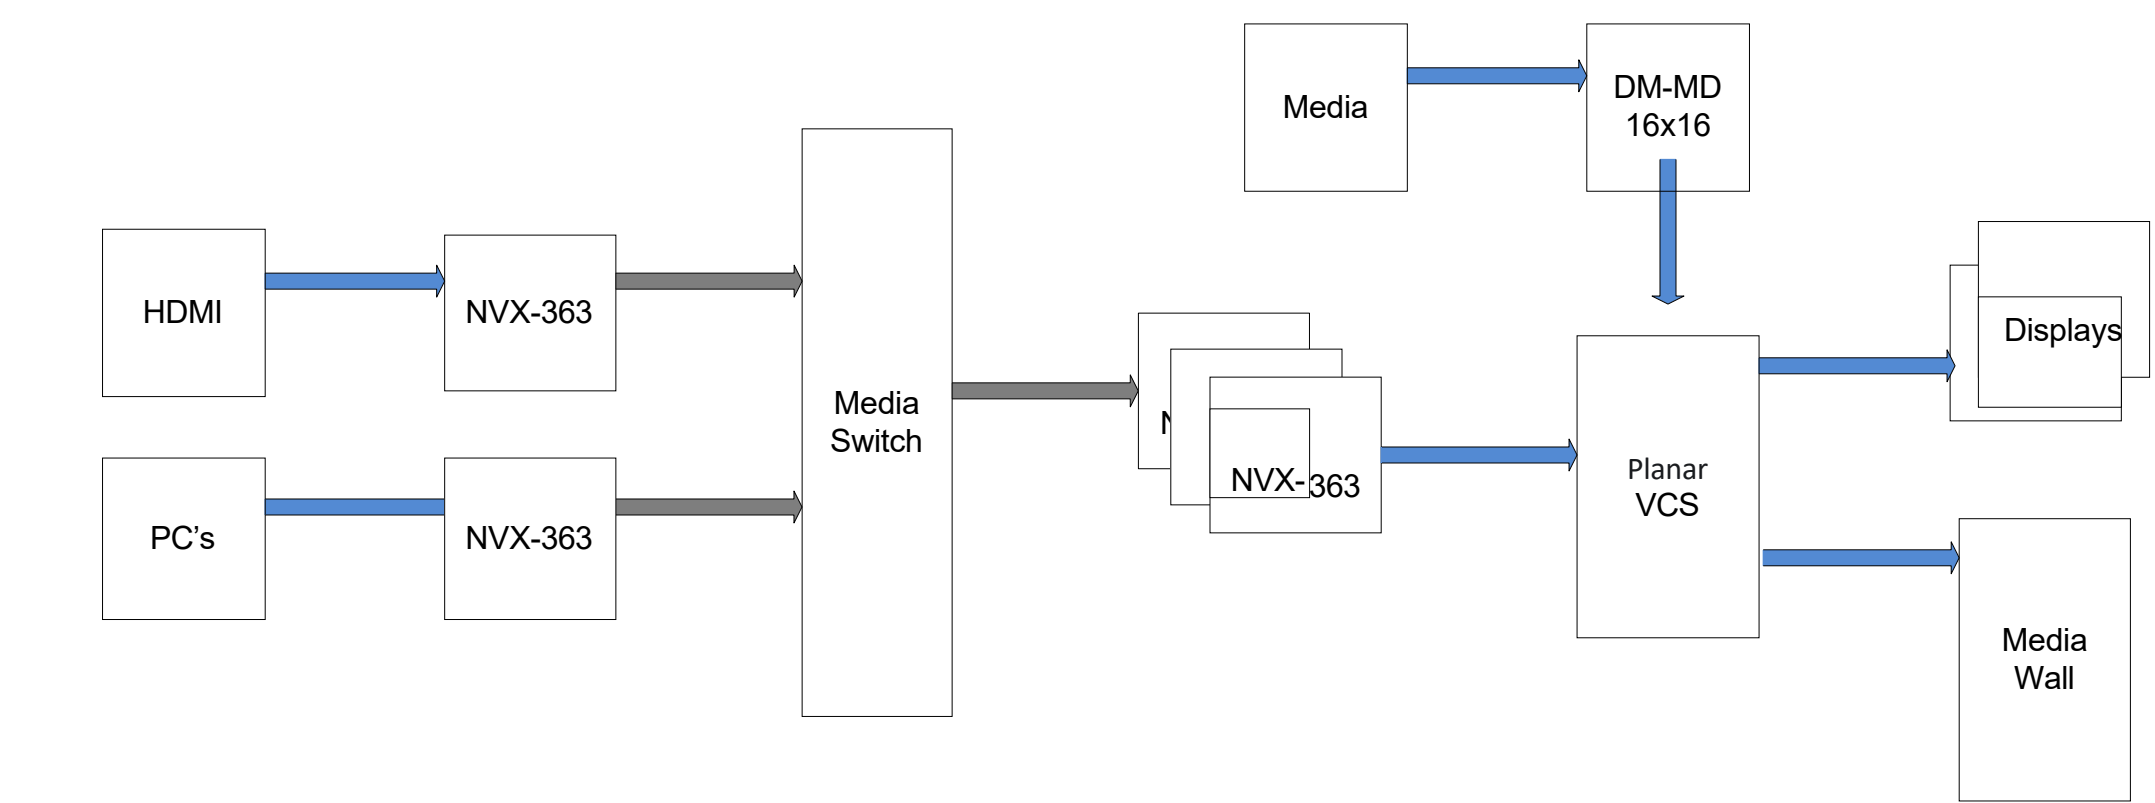 Media
DM-MD
16x16
HDMI
NVX-363
Media
Switch
PC’s
NVX-363
N
NVX-363
Planar
VCS
Displays
Media
Wall